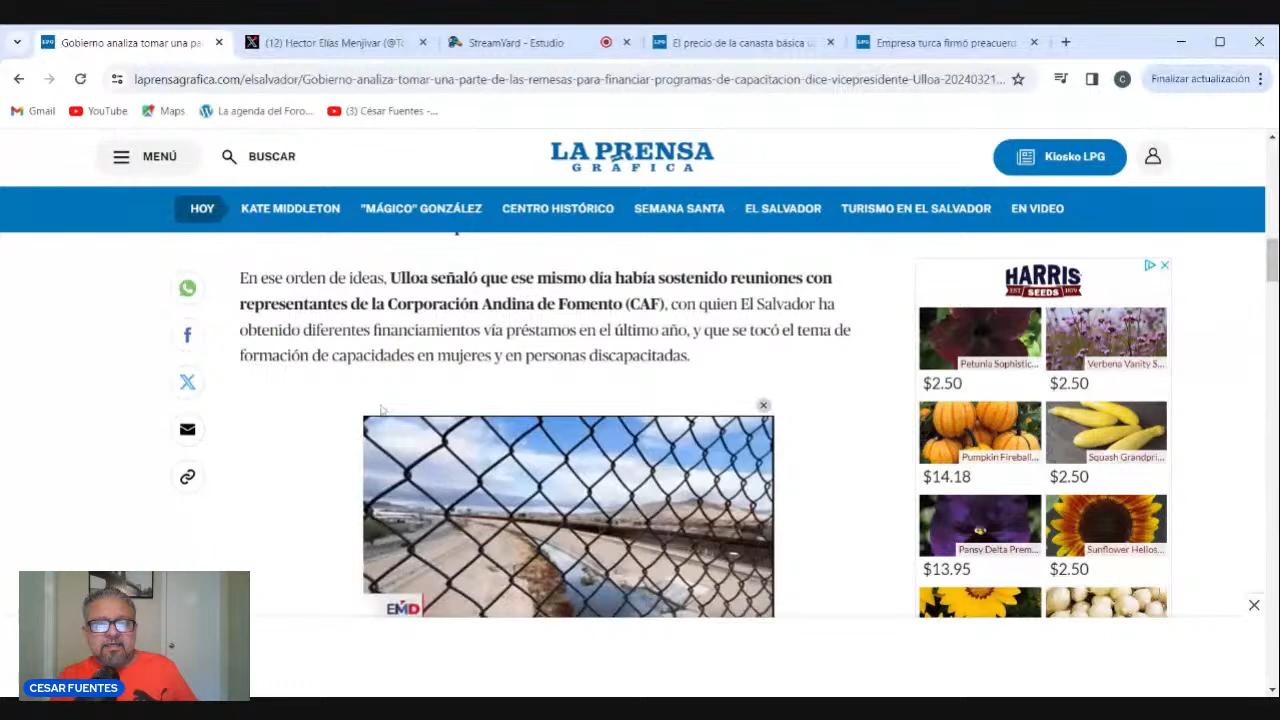 Gobierno analiza tomar una pa
(12) Hector Elías Menjivar (@To
StreamYard - Estudio
El precio de la canasta básica u
Empresa turca firmó preacuerd
laprensagrafica.com/elsalvador/Gobierno-analiza-tomar-una-parte-de-las-remesas-para-financiar-programas-de-capacitacion-dice-vicepresidente-Ulloa-20240321...
C
Finalizar actualización
Gmail
YouTube
Maps
La agenda del Foro...
(3) César Fuentes -...
MENÚ
BUSCAR
LA PRENSA
GRÁFICA
Kiosko LPG
HOY
KATE MIDDLETON
"MÁGICO" GONZÁLEZ
CENTRO HISTÓRICO
SEMANA SANTA
EL SALVADOR
TURISMO EN EL SALVADOR
EN VIDEO
En ese orden de ideas, Ulloa señaló que ese mismo día había sostenido reuniones con
representantes de la Corporación Andina de Fomento (CAF), con quien El Salvador ha
obtenido diferentes financiamientos vía préstamos en el último año, y que se tocó el tema de
formación de capacidades en mujeres y en personas discapacitadas.
HARRIS
SEEDS
Petunia Sophistic...
Verbena Vanity S...
$2.50
$2.50
Pumpkin Fireball...
Squash Grandpri...
$14.18
$2.50
Pansy Delta Prem...
Sunflower Helios...
$13.95
$2.50
EMD
CESAR FUENTES